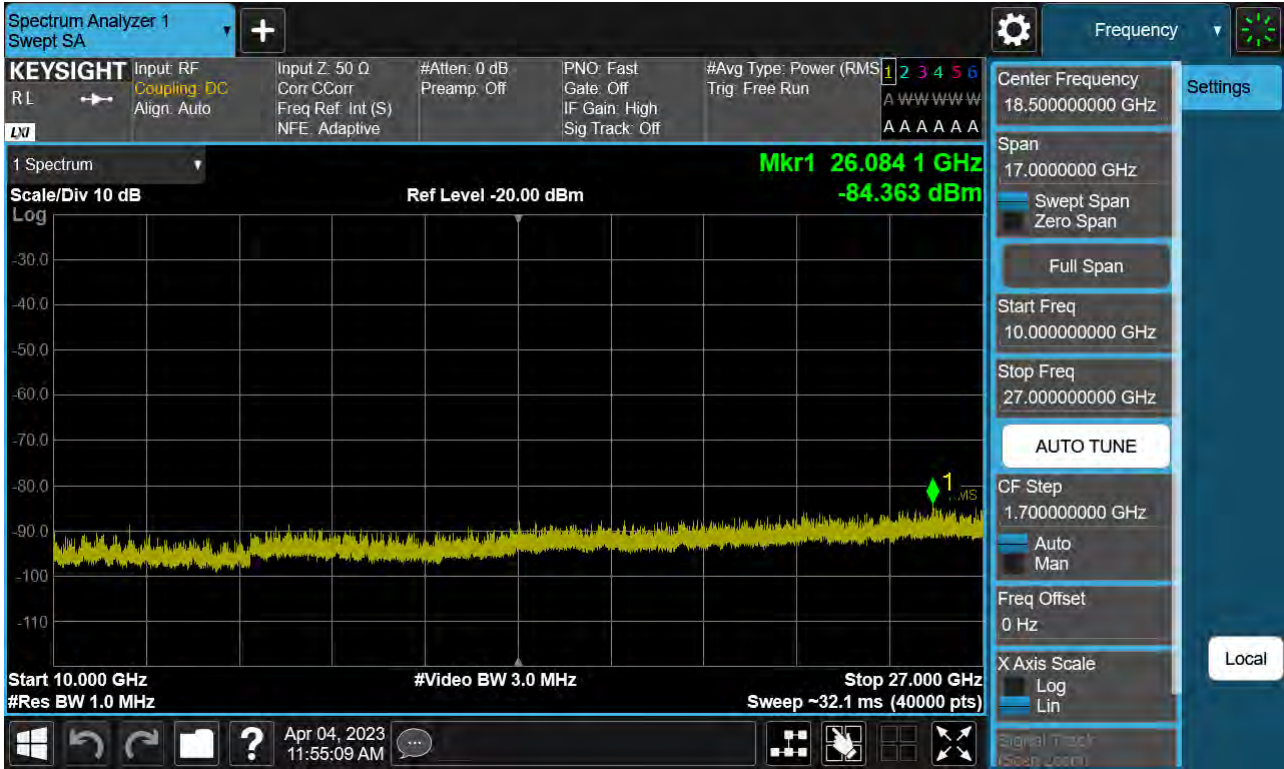 Spectrum Analyzer 1
Swept SA
+
Frequency
KEYSIGHT
R L
LXI
Input: RF
Coupling: DC
Align: Auto
Input Z: 50 Ω
Corr CCorr
Freq Ref: Int (S)
NFE: Adaptive
#Atten: 0 dB
Preamp: Off
PNO: Fast
Gate: Off
IF Gain: High
Sig Track: Off
#Avg Type: Power (RMS
Trig: Free Run
1 2 3 4 5 6
A W W W W W
A A A A A A
1 Spectrum
Scale/Div 10 dB
Log
Ref Level -20.00 dBm
Mkr1 26.084 1 GHz
-84.363 dBm
-30.0
-40.0
-50.0
-60.0
-70.0
-80.0
-90.0
-100
-110
1
Start 10.000 GHz
#Res BW 1.0 MHz
#Video BW 3.0 MHz
Stop 27.000 GHz
Sweep ~32.1 ms (40000 pts)
Center Frequency
18.500000000 GHz
Span
17.0000000 GHz
Swept Span
Zero Span
Full Span
Start Freq
10.000000000 GHz
Stop Freq
27.000000000 GHz
AUTO TUNE
CF Step
1.700000000 GHz
Auto
Man
Freq Offset
0 Hz
X Axis Scale
Log
Lin
Signal Track
(Span Zoom)
Settings
Local
?
Apr 04, 2023
11:55:09 AM